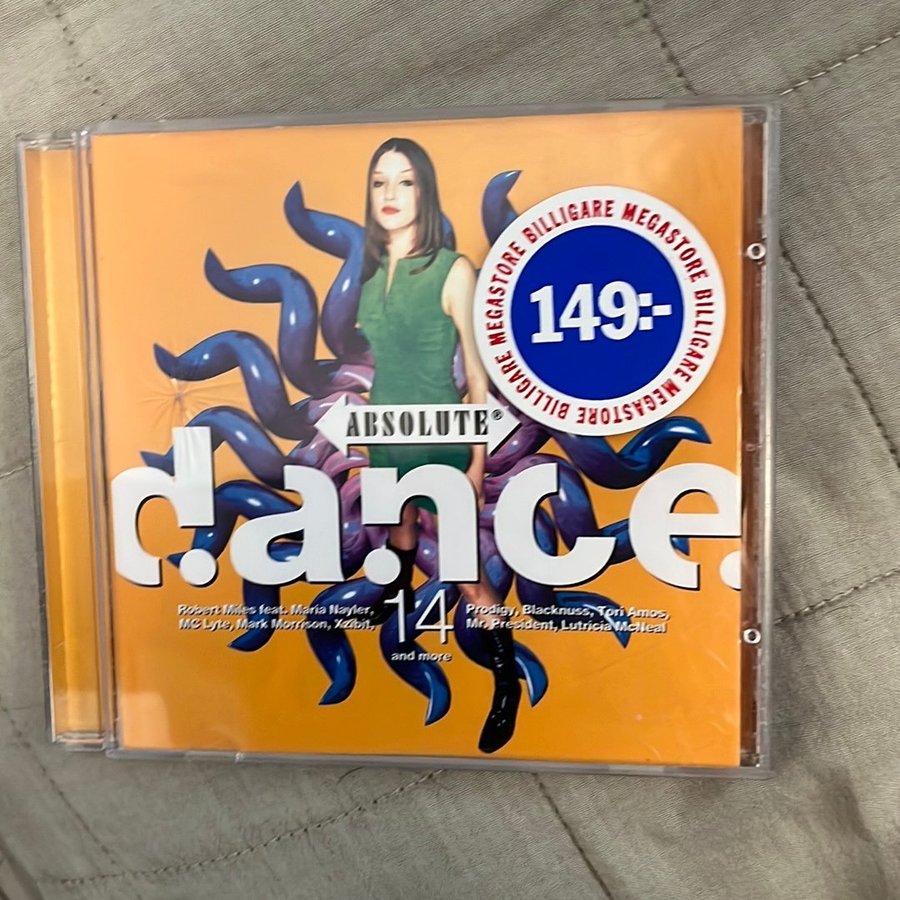 MEGASTORE BILLIGARE MEGASTORE BILLIGARE MEGASTORE BILLIGARE
149:-
ABSOLUTE®
dance
14
Robert Miles feat. Maria Nayler,
MC Lyte, Mark Morrison, Xzibit,
Prodigy, Blacknuss, Tori Amos,
Mr. President, Lutricia McNeal
and more